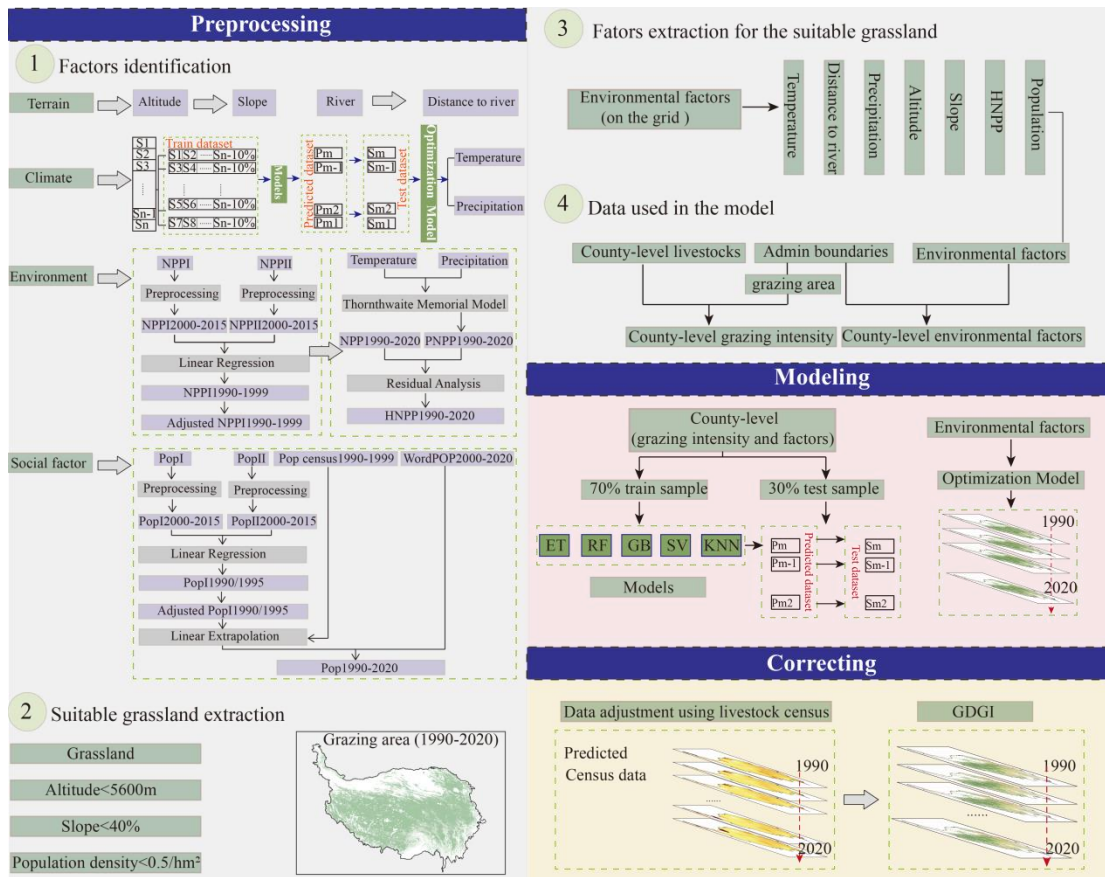 Preprocessing
1 Factors identification
Terrain
Altitude
Slope
River
Distance to river
Climate
S1
S2
S3
Sn-1
Sn
Train dataset
S1S2 ······ Sn-10%
S3S4 ······ Sn-10%
S5S6 ······ Sn-10%
S7S8 ······ Sn-10%
Models
Predicted dataset
Pm
Pm-1
Pm2
Pm1
Sm
Sm-1
Sm2
Sm1
Test dataset
Optimization Model
Temperature
Precipitation
Environment
NPPI
NPPII
Preprocessing
Preprocessing
NPPI2000-2015
NPPII2000-2015
Linear Regression
NPPI1990-1999
Adjusted NPPI1990-1999
Temperature
Precipitation
Thornthwaite Memorial Model
NPP1990-2020
PNPP1990-2020
Residual Analysis
HNPP1990-2020
Social factor
PopI
PopII
Pop census1990-1999
WordPOP2000-2020
Preprocessing
Preprocessing
PopI2000-2015
PopII2000-2015
Linear Regression
PopI1990/1995
Adjusted PopI1990/1995
Linear Extrapolation
Pop1990-2020
2 Suitable grassland extraction
Grassland
Altitude<5600m
Slope<40%
Population density<0.5/hm²
Grazing area (1990-2020)
3 Fators extraction for the suitable grassland
Environmental factors
(on the grid )
Temperature
Distance to river
Precipitation
Altitude
Slope
HNPP
Population
4 Data used in the model
County-level livestocks
Admin boundaries
Environmental factors
grazing area
County-level grazing intensity
County-level environmental factors
Modeling
County-level
(grazing intensity and factors)
70% train sample
30% test sample
ET
RF
GB
SV
KNN
Models
Pm
Pm-1
Pm2
Predicted dataset
Test dataset
Sm
Sm-1
Sm2
Environmental factors
Optimization Model
1990
2020
Correcting
Data adjustment using livestock census
Predicted
Census data
1990
......
2020
GDGI
1990
......
2020